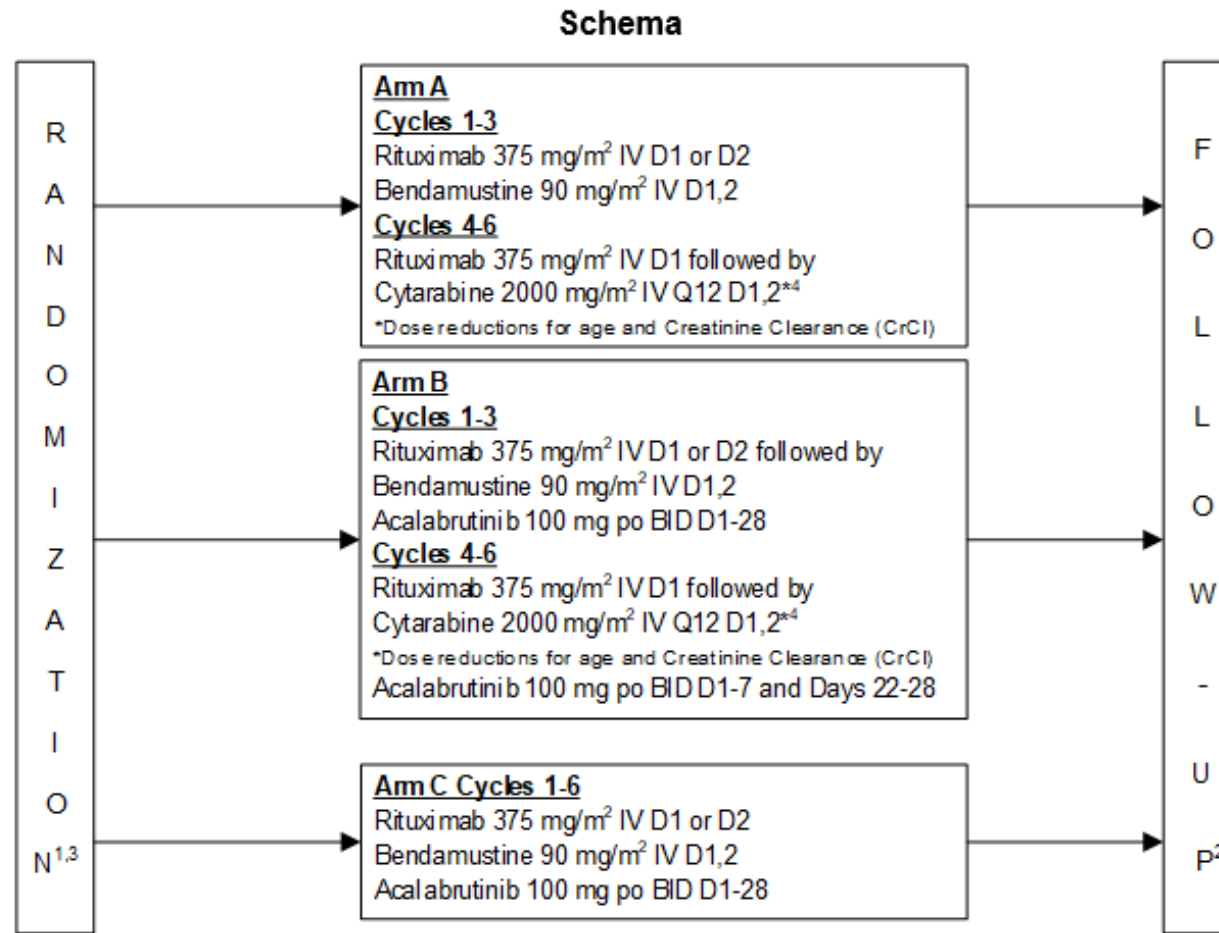 Schema
RANDOMIZATION1,3
Arm A
Cycles 1-3
Rituximab 375 mg/m² IV D1 or D2
Bendamustine 90 mg/m² IV D1,2
Cycles 4-6
Rituximab 375 mg/m² IV D1 followed by
Cytarabine 2000 mg/m² IV Q12 D1,2*⁴
*Dose reductions for age and Creatinine Clearance (CrCl)
Arm B
Cycles 1-3
Rituximab 375 mg/m² IV D1 or D2 followed by
Bendamustine 90 mg/m² IV D1,2
Acalabrutinib 100 mg po BID D1-28
Cycles 4-6
Rituximab 375 mg/m² IV D1 followed by
Cytarabine 2000 mg/m² IV Q12 D1,2*⁴
*Dose reductions for age and Creatinine Clearance (CrCl)
Acalabrutinib 100 mg po BID D1-7 and Days 22-28
Arm C Cycles 1-6
Rituximab 375 mg/m² IV D1 or D2
Bendamustine 90 mg/m² IV D1,2
Acalabrutinib 100 mg po BID D1-28
FOLLOW-UP²